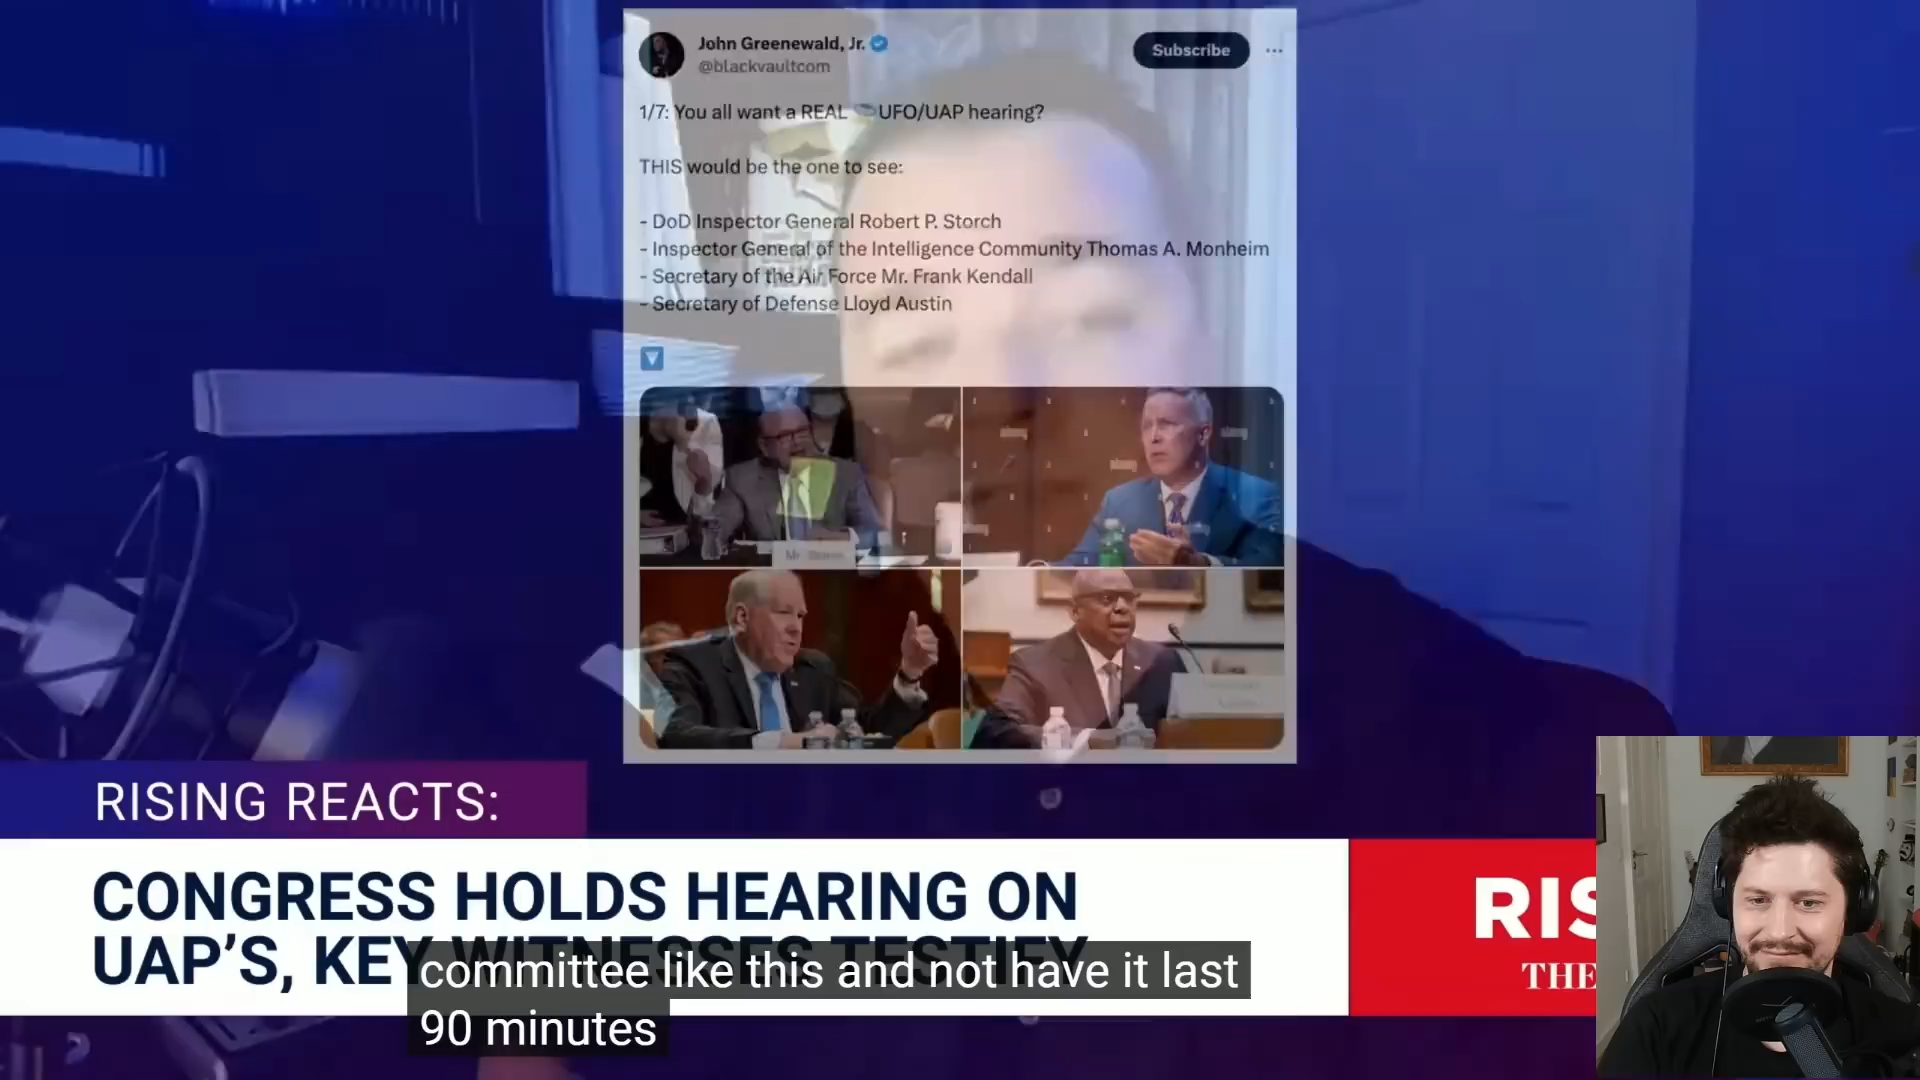 John Greenewald, Jr.
@blackvaultcom
Subscribe
1/7: You all want a REAL 🛸UFO/UAP hearing?
THIS would be the one to see:
- DoD Inspector General Robert P. Storch
- Inspector General of the Intelligence Community Thomas A. Monheim
- Secretary of the Air Force Mr. Frank Kendall
- Secretary of Defense Lloyd Austin
RISING REACTS:
CONGRESS HOLDS HEARING ON
UAP'S, KEY WITNESSES TESTIFY
RIS
THE
committee like this and not have it last
90 minutes